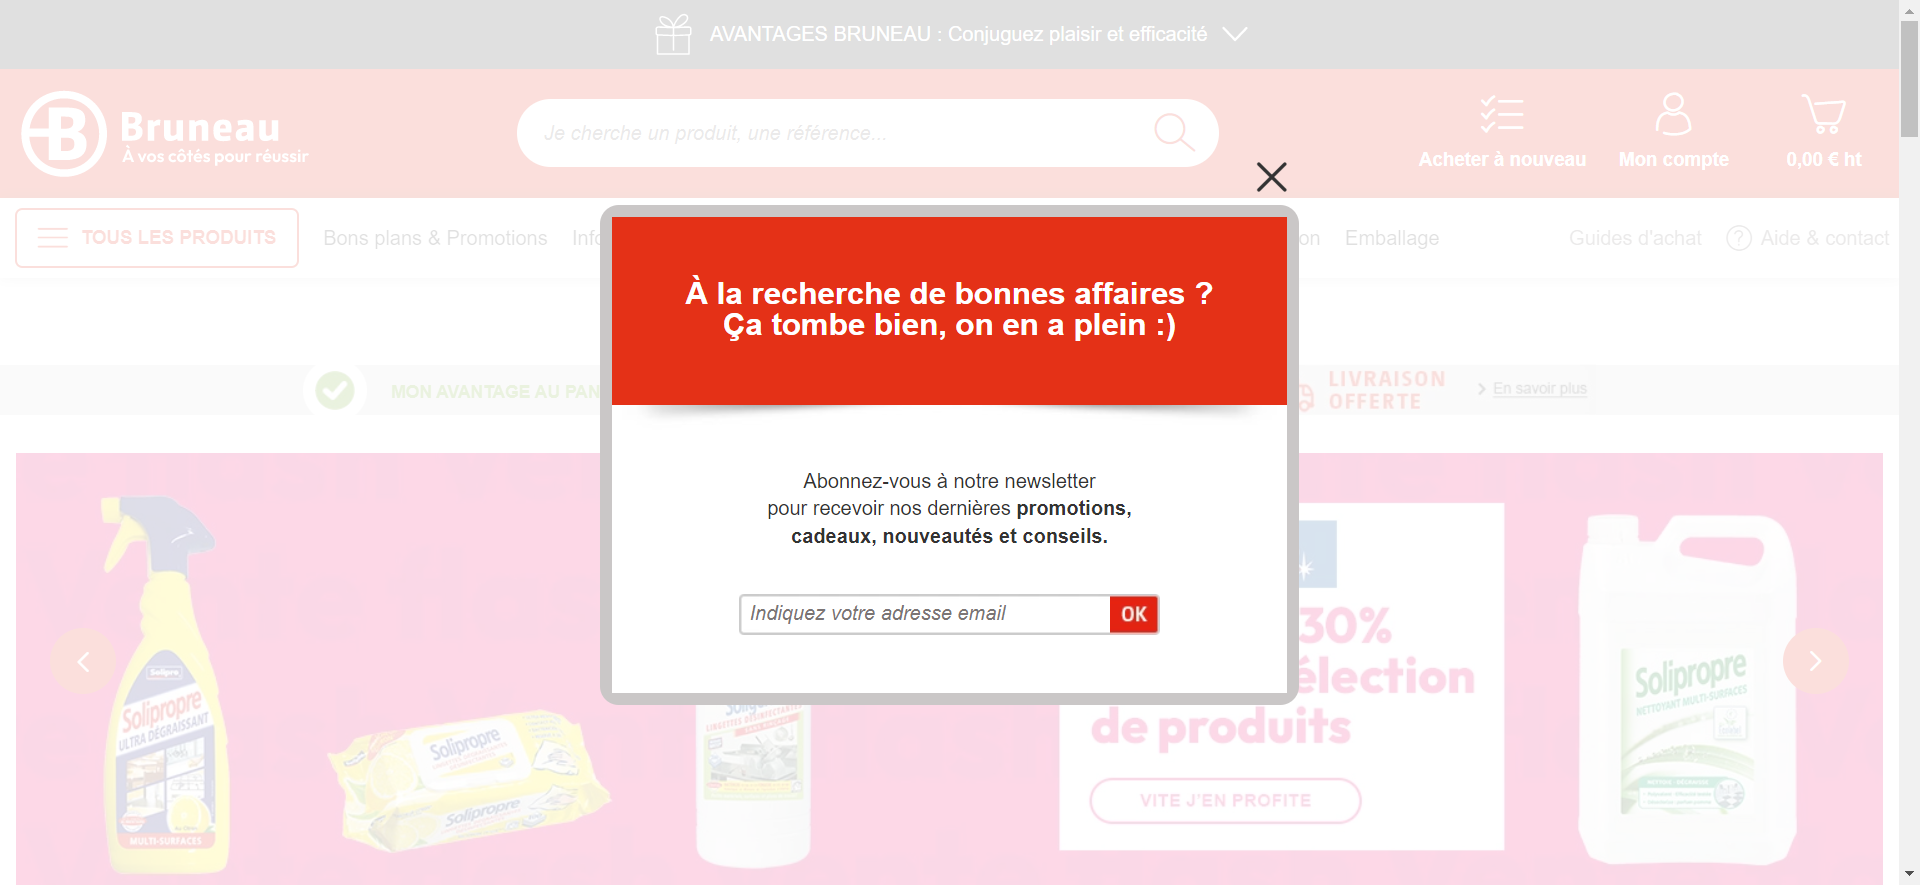 AVANTAGES BRUNEAU : Conjuguez plaisir et efficacité
Bruneau
À vos côtés pour réussir
Je cherche un produit, une référence...
Acheter à nouveau
Mon compte
0,00 € ht
TOUS LES PRODUITS
Bons plans & Promotions
Emballage
Guides d'achat
? Aide & contact
À la recherche de bonnes affaires ?
Ça tombe bien, on en a plein :)
MON AVANTAGE AU
LIVRAISON
OFFERTE
En savoir plus
Abonnez-vous à notre newsletter
pour recevoir nos dernières promotions,
cadeaux, nouveautés et conseils.
Indiquez votre adresse email
OK
30%
élection
de produits
VITE J'EN PROFITE
Solipro
Solipropre
ULTRA DÉGRAISSANT
MULTI-SURFACES
Solipropre
Solipropre
LINGETTES DÉSINFECTANTES
Solipropre
NETTOYANT MULTI-SURFACES